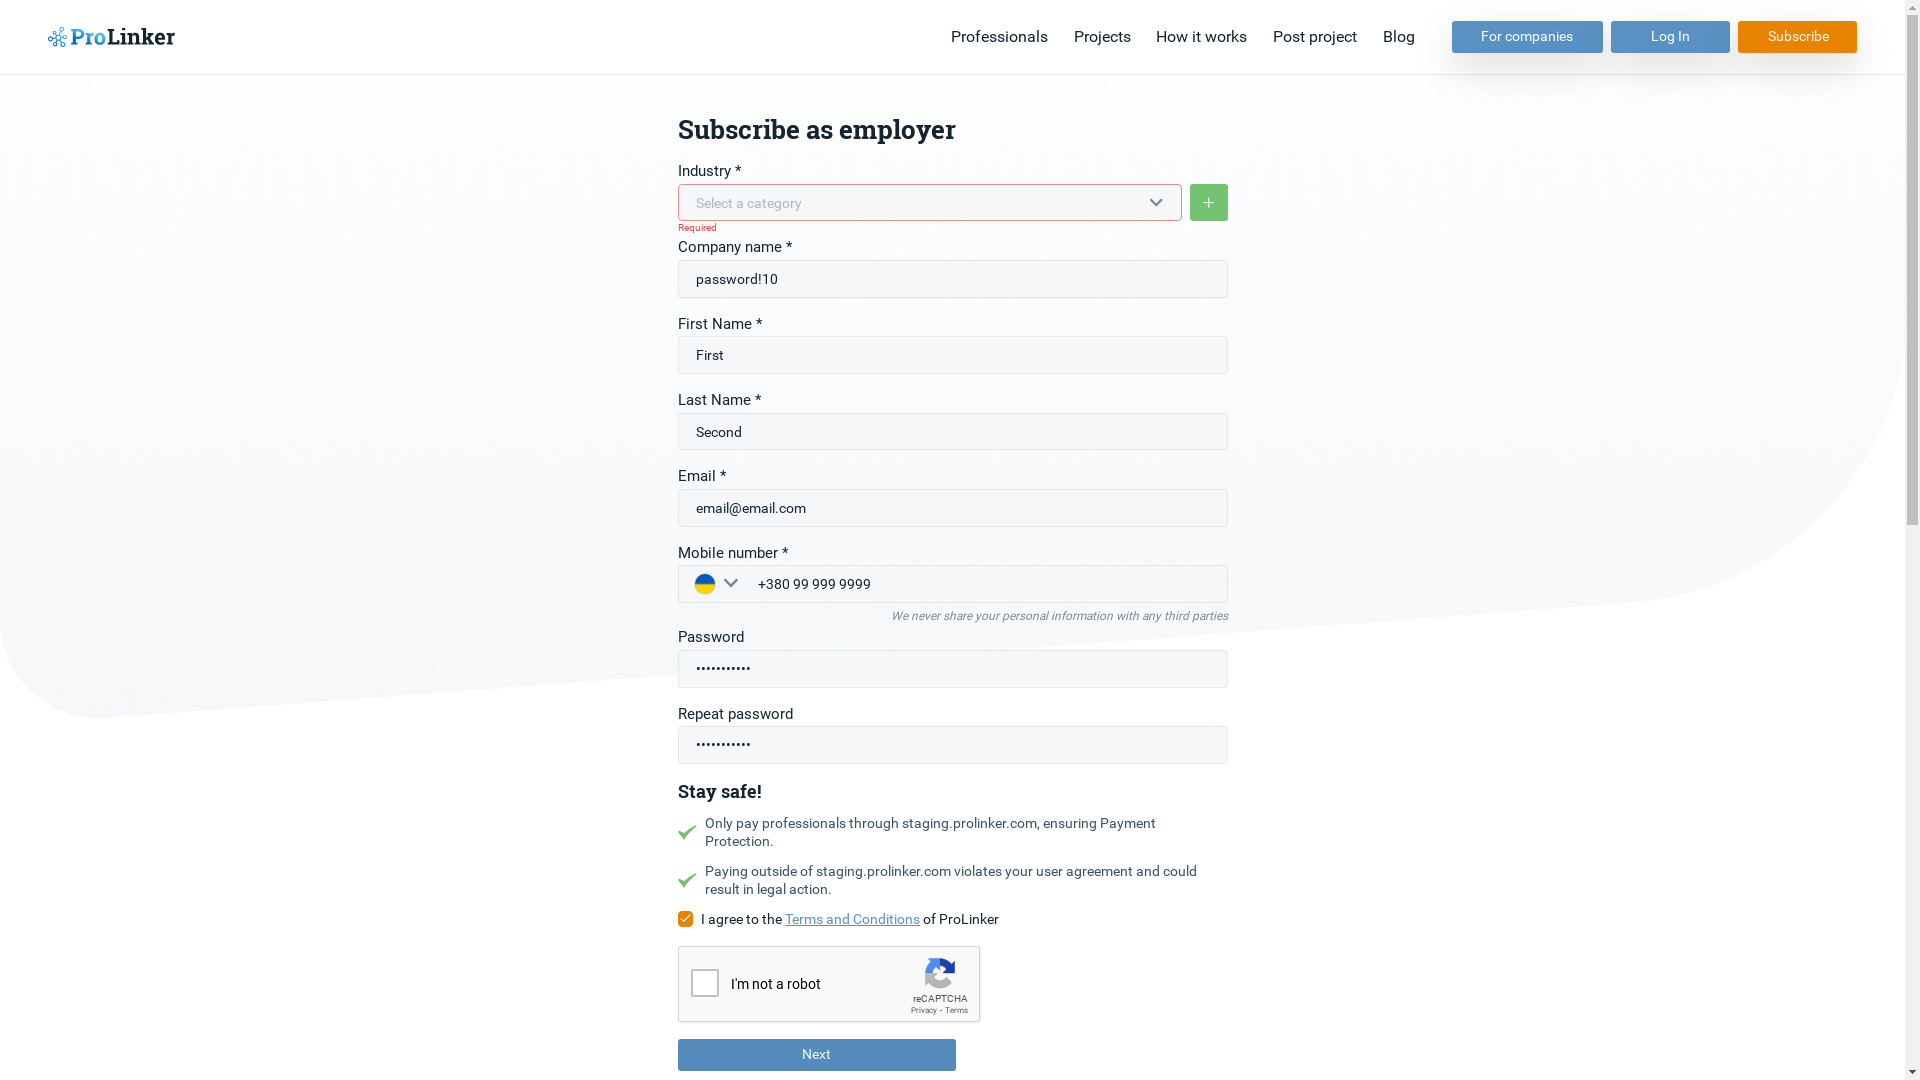 ProLinker
Professionals
Projects
How it works
Post project
Blog
For companies
Log In
Subscribe
Subscribe as employer
Industry *
Select a category
+
Required
Company name *
password!10
First Name *
First
Last Name *
Second
Email *
email@email.com
Mobile number *
+380 99 999 9999
We never share your personal information with any third parties
Password
•••••••••••
Repeat password
•••••••••••
Stay safe!
Only pay professionals through staging.prolinker.com, ensuring Payment
Protection.
Paying outside of staging.prolinker.com violates your user agreement and could
result in legal action.
I agree to the Terms and Conditions of ProLinker
I'm not a robot
reCAPTCHA
Privacy - Terms
Next